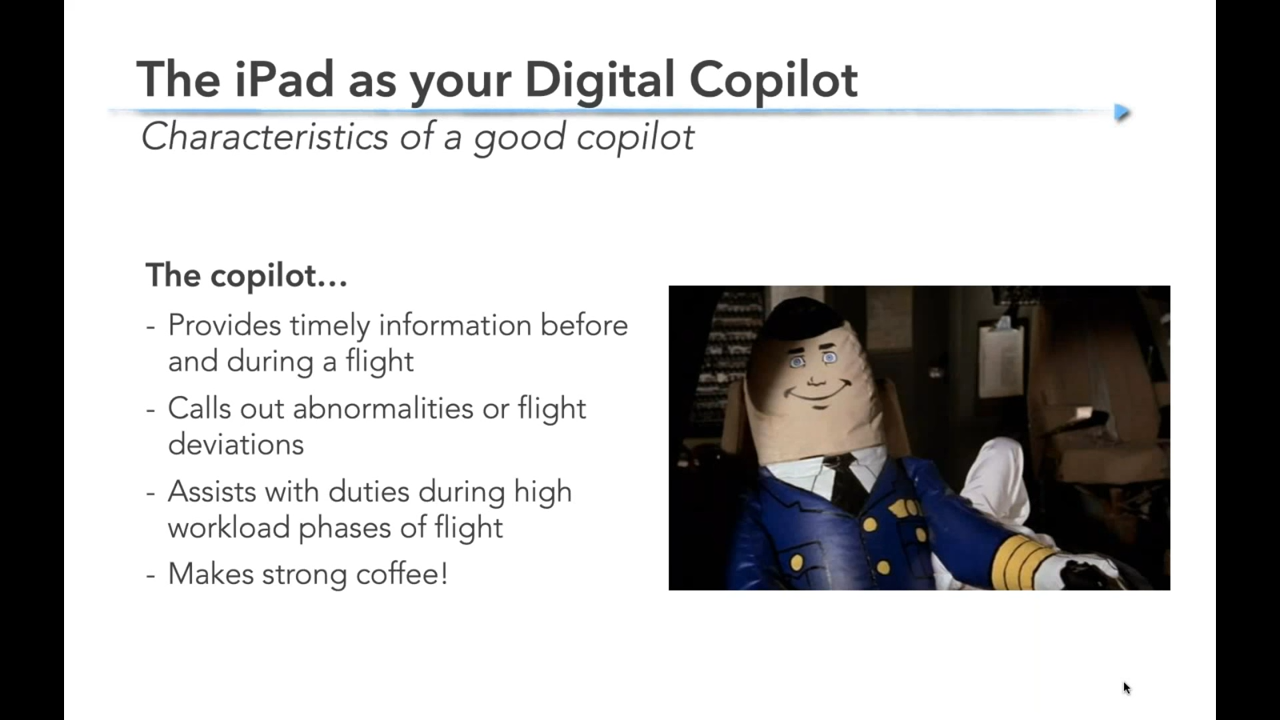 The iPad as your Digital Copilot
Characteristics of a good copilot
The copilot…
- Provides timely information before
and during a flight
- Calls out abnormalities or flight
deviations
- Assists with duties during high
workload phases of flight
- Makes strong coffee!